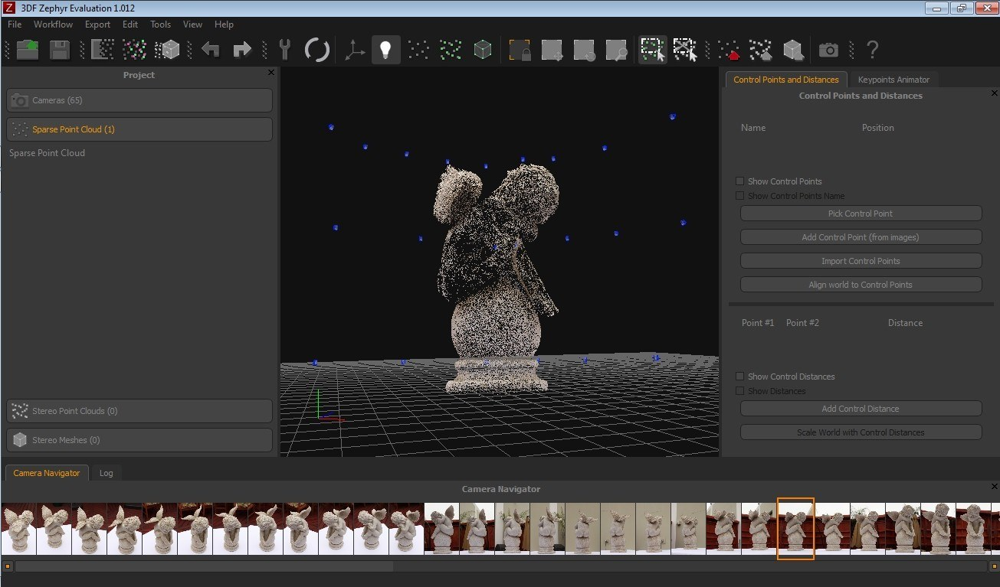 Z 3DF Zephyr Evaluation 1.012
File Workflow Export Edit Tools View Help
?
Project
Cameras (65)
Sparse Point Cloud (1)
Sparse Point Cloud
Stereo Point Clouds (0)
Stereo Meshes (0)
Control Points and Distances Keypoints Animator
Control Points and Distances
Name Position
Show Control Points
Show Control Points Name
Pick Control Point
Add Control Point (from images)
Import Control Points
Align world to Control Points
Point #1 Point #2 Distance
Show Control Distances
Show Distances
Add Control Distance
Scale World with Control Distances
Camera Navigator Log
Camera Navigator